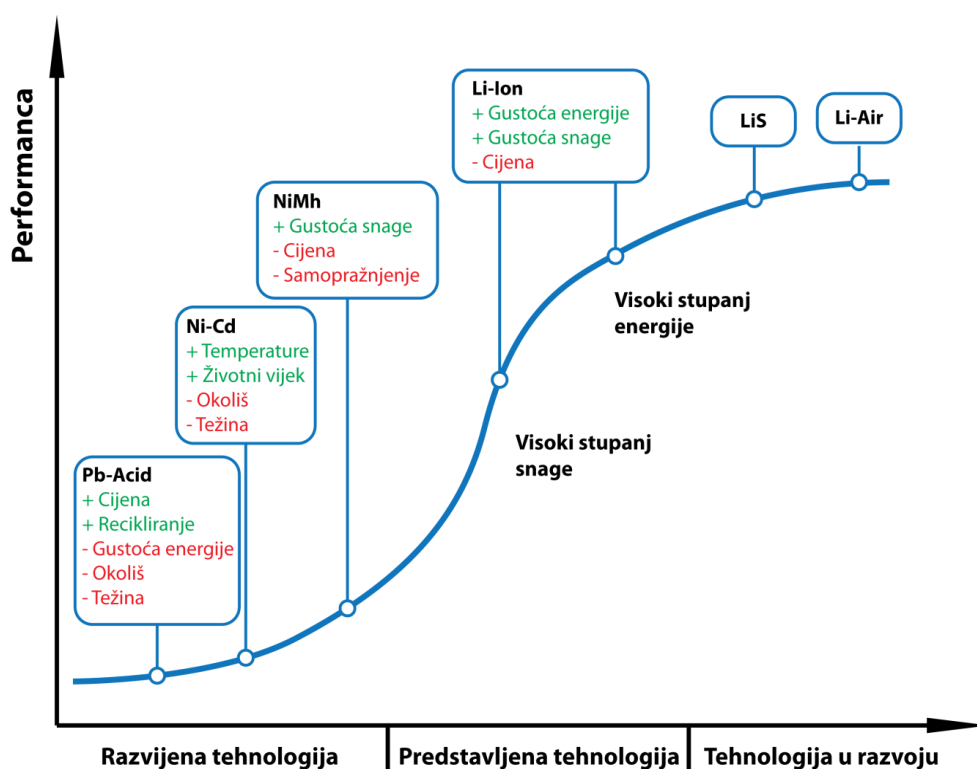 Performanca
Pb-Acid
+ Cijena
+ Recikliranje
- Gustoća energije
- Okoliš
- Težina
Ni-Cd
+ Temperature
+ Životni vijek
- Okoliš
- Težina
NiMh
+ Gustoća snage
- Cijena
- Samopražnjenje
Li-Ion
+ Gustoća energije
+ Gustoća snage
- Cijena
LiS
Li-Air
Visoki stupanj
energije
Visoki stupanj
snage
Razvijena tehnologija
Predstavljena tehnologija
Tehnologija u razvoju